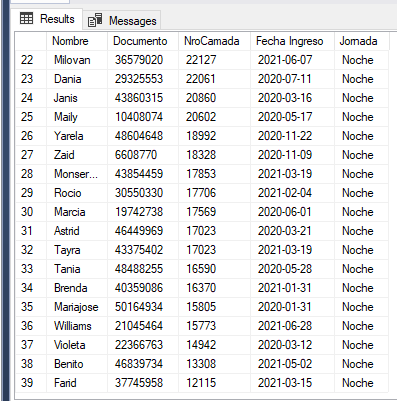 Results Messages
Nombre Documento NroCamada Fecha Ingreso Jornada
22 Milovan 36579020 22127 2021-06-07 Noche
23 Dania 29325553 22061 2020-07-11 Noche
24 Janis 43860315 20860 2020-03-16 Noche
25 Maily 10408074 20602 2020-05-17 Noche
26 Yarela 48604648 18992 2020-11-22 Noche
27 Zaid 6608770 18328 2020-11-09 Noche
28 Monser... 43854459 17853 2021-03-19 Noche
29 Rocio 30550330 17706 2021-02-04 Noche
30 Marcia 19742738 17569 2020-06-01 Noche
31 Astrid 46449969 17023 2020-03-21 Noche
32 Tayra 43375402 17023 2021-03-19 Noche
33 Tania 48488255 16590 2020-05-28 Noche
34 Brenda 40359086 16370 2021-01-31 Noche
35 Mariajose 50164934 15805 2020-01-31 Noche
36 Williams 21045464 15773 2021-06-28 Noche
37 Violeta 22366763 14942 2020-03-12 Noche
38 Benito 46839734 13308 2021-05-02 Noche
39 Farid 37745958 12115 2021-03-15 Noche